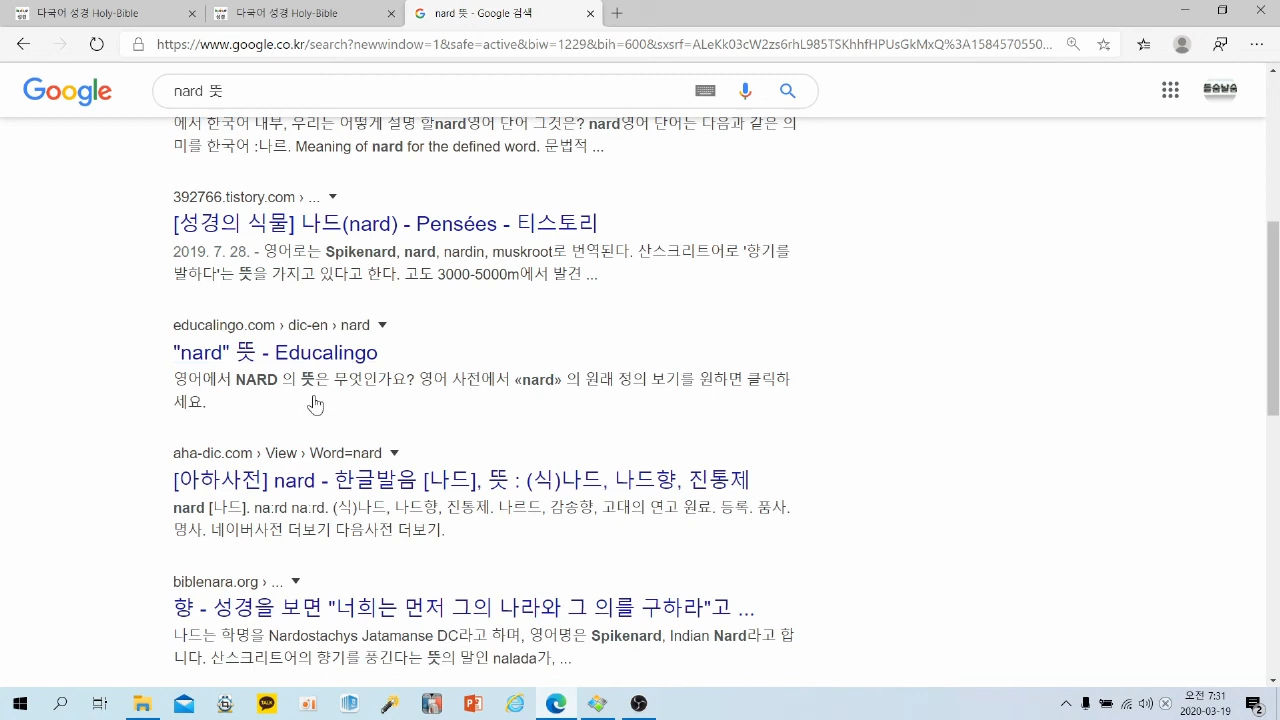 다국어 성경 Holy-Bible
다국어 성경 Holy-Bible
nard 뜻 - Google 검색
https://www.google.co.kr/search?newwindow=1&safe=active&biw=1229&bih=600&sxsrf=ALeKk03cW2zs6rhL985TSKhhfHPUsGkMxQ%3A1584570550...
Google
nard 뜻
들숨날숨
에서 한국어 내부, 우리는 어떻게 설명 할nard영어 단어 그것은? nard영어 단어는 다음과 같은 의
미를 한국어 :나르. Meaning of nard for the defined word. 문법적 ...
392766.tistory.com › ...
[성경의 식물] 나드(nard) - Pensées - 티스토리
2019. 7. 28. - 영어로는 Spikenard, nard, nardin, muskroot로 번역된다. 산스크리트어로 '향기를
발하다'는 뜻을 가지고 있다고 한다. 고도 3000-5000m에서 발견 ...
educalingo.com › dic-en › nard
"nard" 뜻 - Educalingo
영어에서 NARD 의 뜻은 무엇인가요? 영어 사전에서 «nard» 의 원래 정의 보기를 원하면 클릭하
세요.
aha-dic.com › View › Word=nard
[아하사전] nard - 한글발음 [나드], 뜻 : (식)나드, 나드향, 진통제
nard [나드]. na:rd na:rd. (식)나드, 나드향, 진통제. 나르드, 감송향, 고대의 연고 원료. 등록. 품사.
명사. 네이버사전 더보기 다음사전 더보기.
biblenara.org › ...
향 - 성경을 보면 "너희는 먼저 그의 나라와 그 의를 구하라"고 ...
나드는 학명을 Nardostachys Jatamanse DC라고 하며, 영어명은 Spikenard, Indian Nard라고 합
니다. 산스크리트어의 향기를 풍긴다는 뜻의 말인 nalada가, ...
TALK
오전 7:31
2020-03-19
2